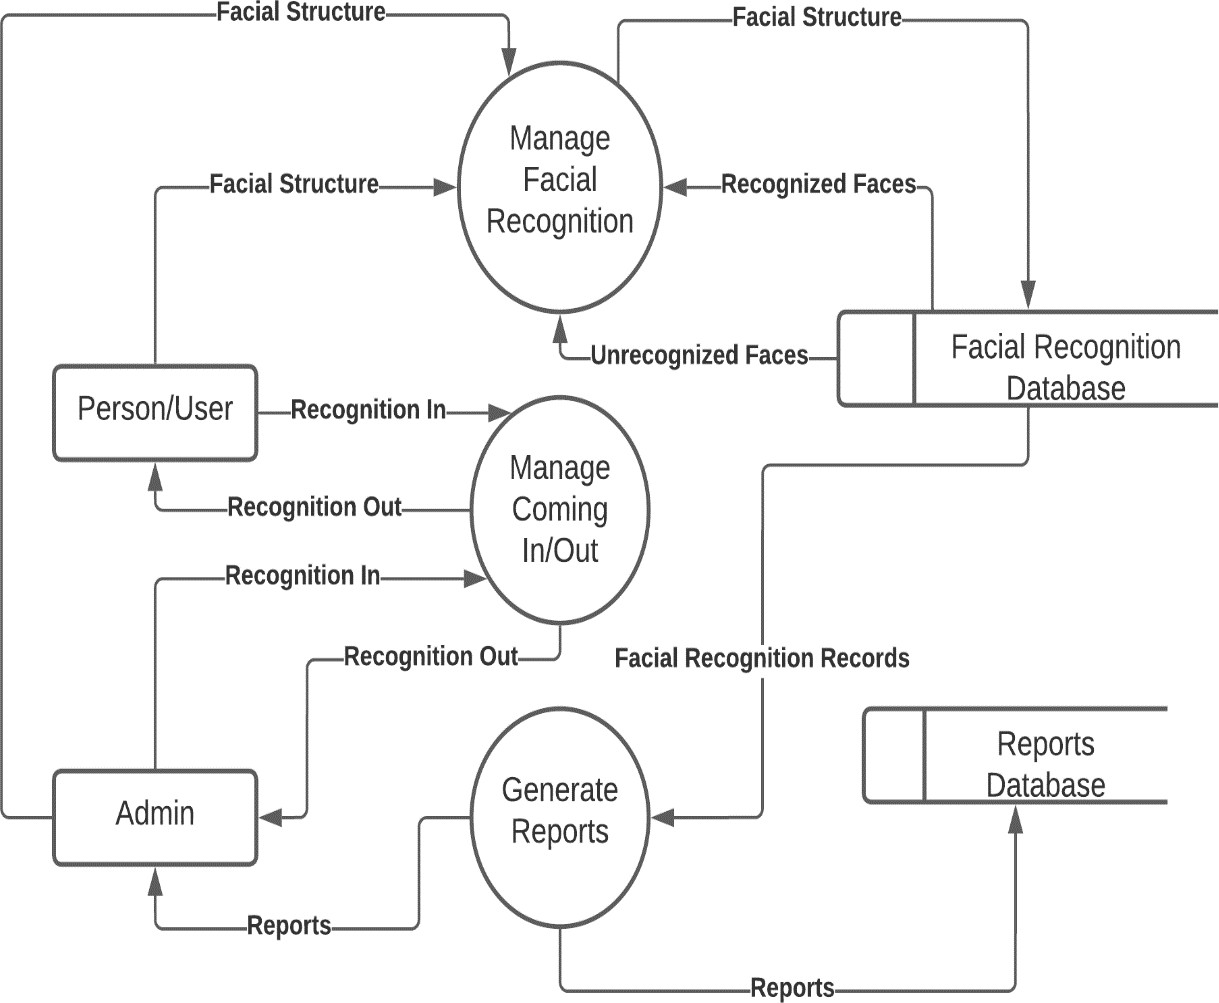 Facial Structure
Facial Structure
Manage
Facial
Recognition
Facial Structure
Recognized Faces
Unrecognized Faces
Facial Recognition
Database
Person/User
Recognition In
Manage
Coming
In/Out
Recognition Out
Recognition In
Recognition Out
Facial Recognition Records
Reports
Database
Generate
Reports
Admin
Reports
Reports